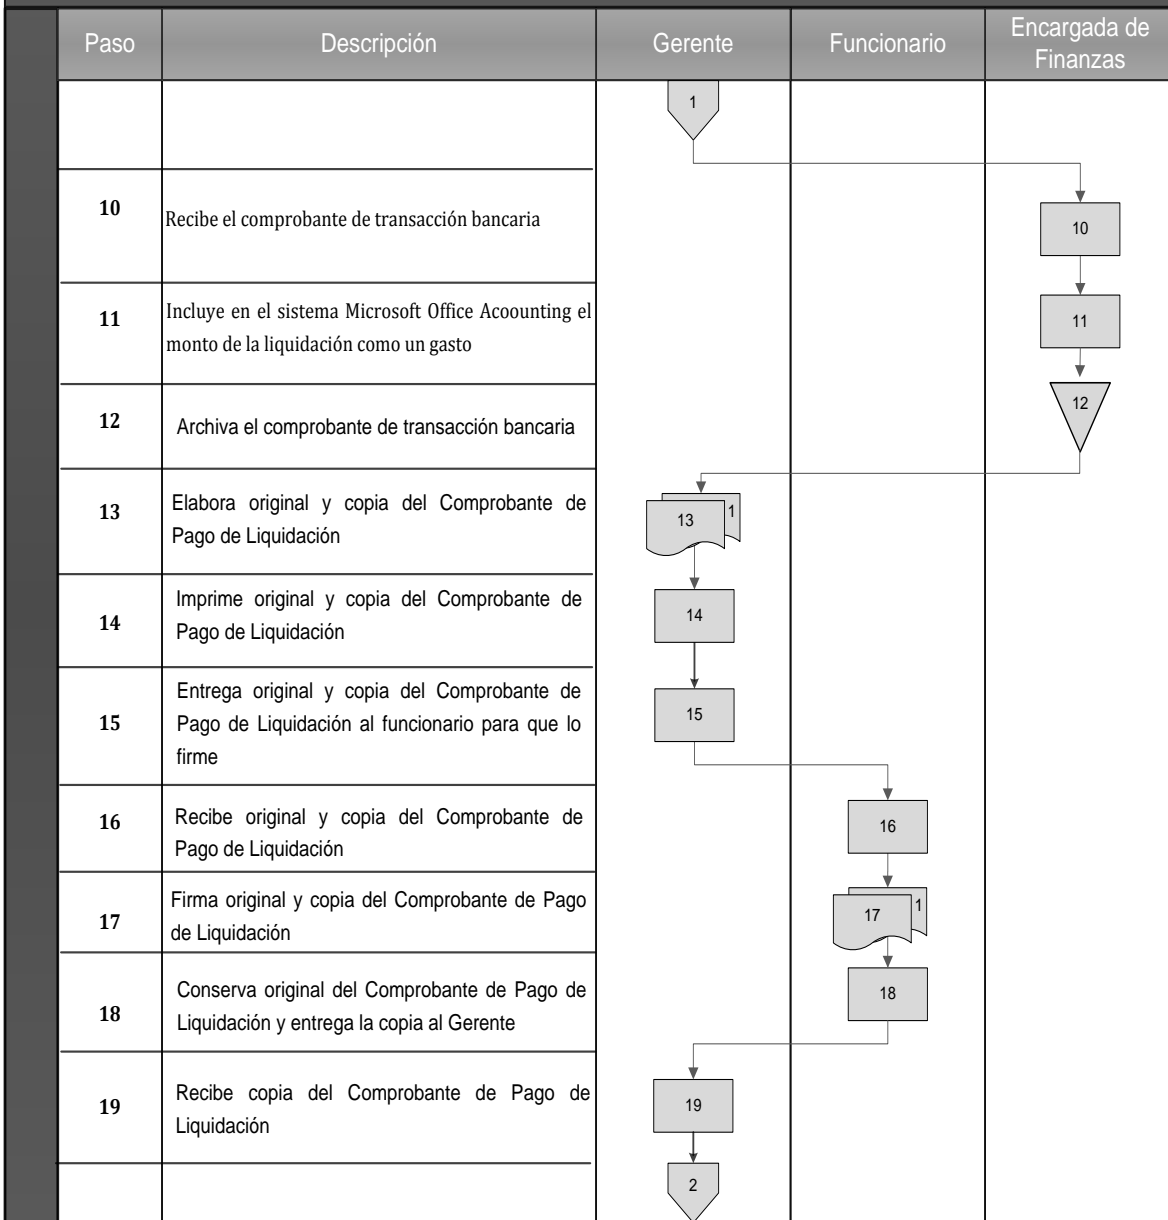 Paso
Descripción
Gerente
Funcionario
Encargada de
Finanzas
1
10
Recibe el comprobante de transacción bancaria
10
11
Incluye en el sistema Microsoft Office Acoounting el
monto de la liquidación como un gasto
11
12
Archiva el comprobante de transacción bancaria
12
13
Elabora original y copia del Comprobante de
Pago de Liquidación
13
1
14
Imprime original y copia del Comprobante de
Pago de Liquidación
14
15
Entrega original y copia del Comprobante de
Pago de Liquidación al funcionario para que lo
firme
15
16
Recibe original y copia del Comprobante de
Pago de Liquidación
16
17
Firma original y copia del Comprobante de Pago
de Liquidación
17
1
18
Conserva original del Comprobante de Pago de
Liquidación y entrega la copia al Gerente
18
19
Recibe copia del Comprobante de Pago de
Liquidación
19
2